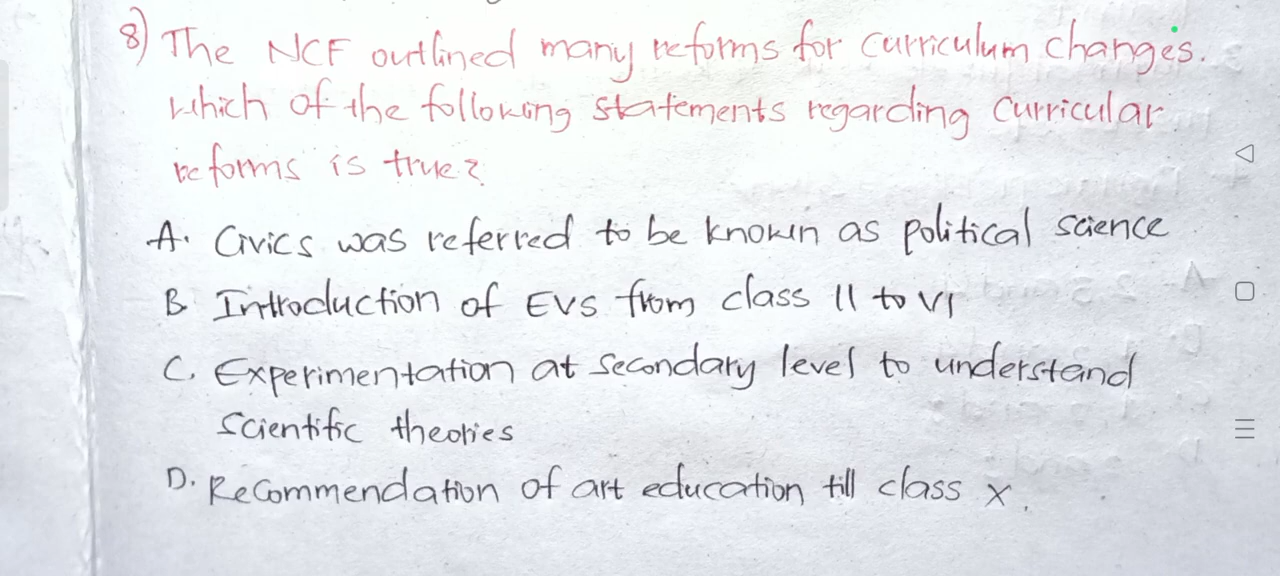 8) The NCF outlined many reforms for curriculum changes.
Which of the following statements regarding Curricular
reforms is true?
A. Civics was referred to be known as political science
B Introduction of EVS from class II to VI
C. Experimentation at secondary level to understand
scientific theories
D. Recommendation of art education till class X.